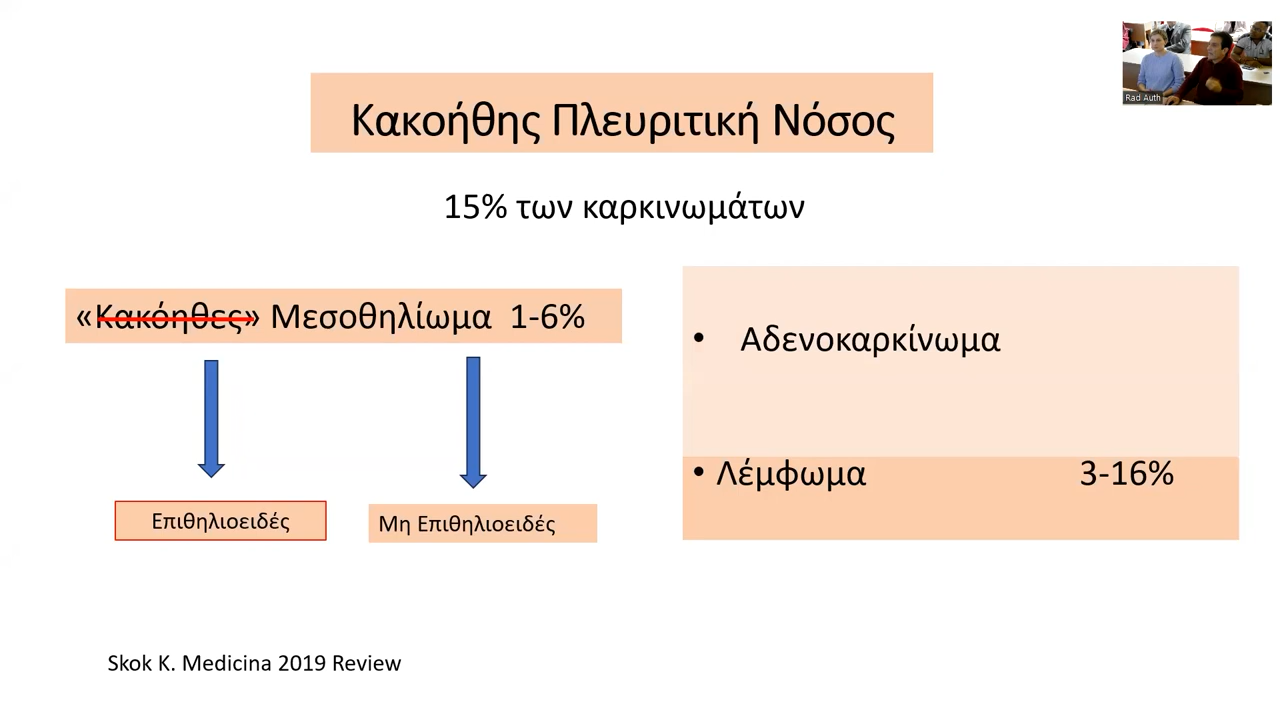 Κακοήθης Πλευριτική Νόσος
15% των καρκινωμάτων
«Κακόηθες» Μεσοθηλίωμα 1-6%
Επιθηλιοειδές
Μη Επιθηλιοειδές
• Αδενοκαρκίνωμα
• Λέμφωμα 3-16%
Skok K. Medicina 2019 Review
Rad Auth